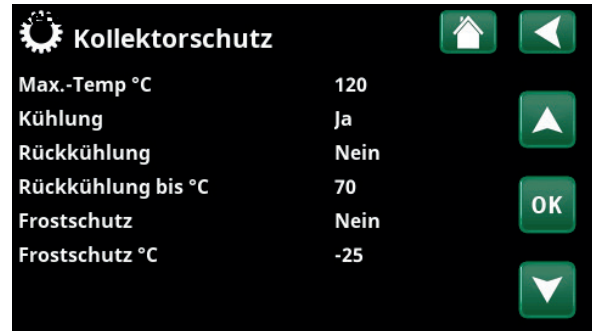 Kollektorschutz
Max.-Temp °C 120
Kühlung Ja
Rückkühlung Nein
Rückkühlung bis °C 70
OK
Frostschutz Nein
Frostschutz °C -25